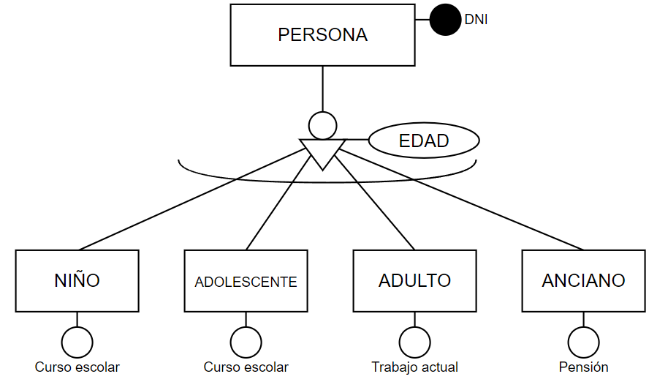 PERSONA
DNI
EDAD
NIÑO
ADOLESCENTE
ADULTO
ANCIANO
Curso escolar
Curso escolar
Trabajo actual
Pensión